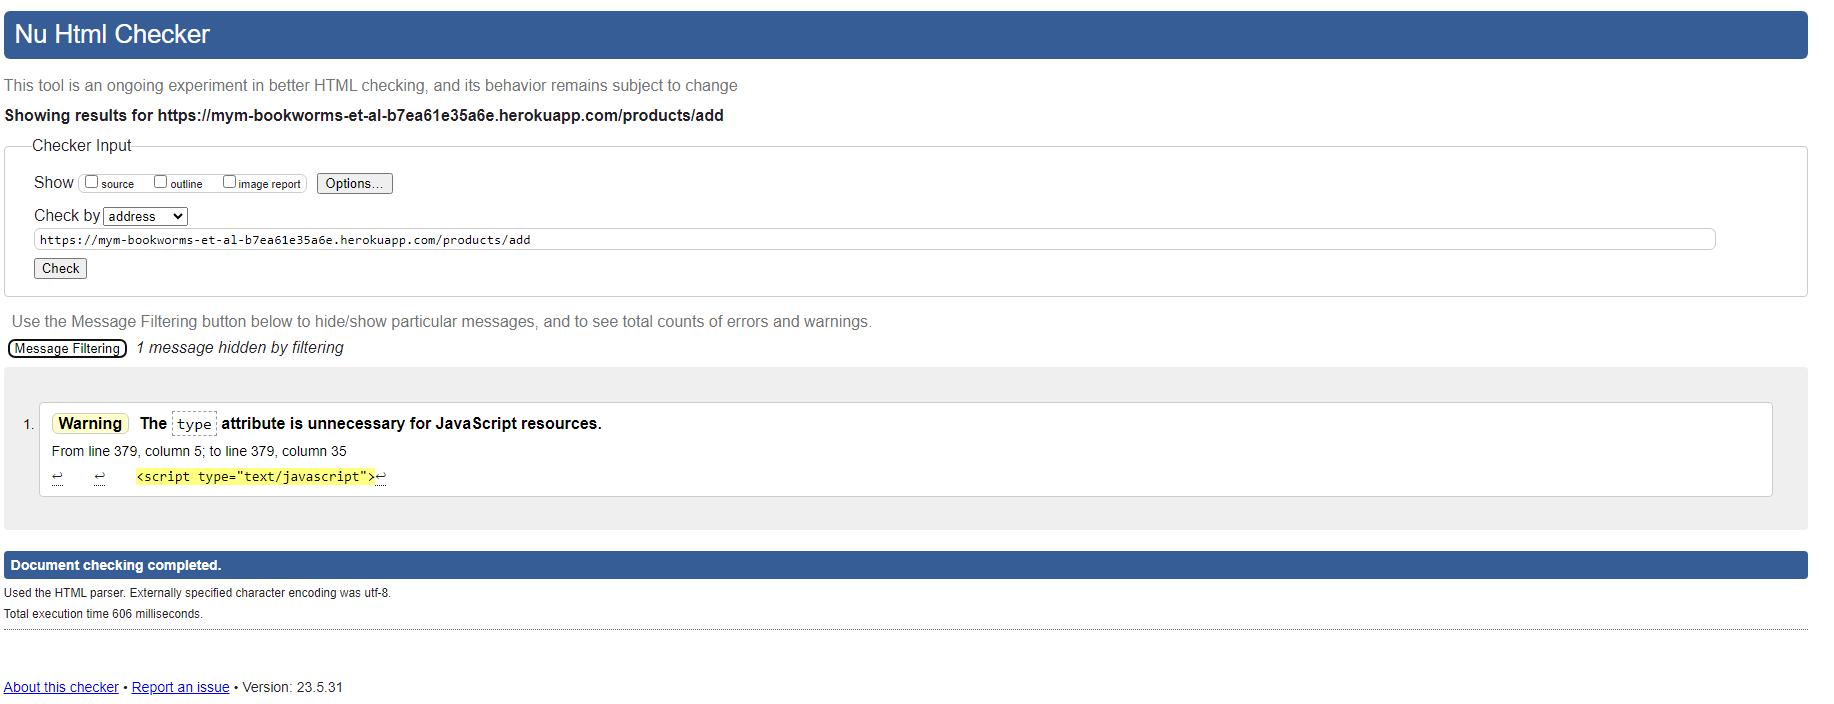 Nu Html Checker
This tool is an ongoing experiment in better HTML checking, and its behavior remains subject to change
Showing results for https://mym-bookworms-et-al-b7ea61e35a6e.herokuapp.com/products/add
Checker Input
Show source outline image report Options...
Check by address
https://mym-bookworms-et-al-b7ea61e35a6e.herokuapp.com/products/add
Check
Use the Message Filtering button below to hide/show particular messages, and to see total counts of errors and warnings.
Message Filtering 1 message hidden by filtering
1. Warning The type attribute is unnecessary for JavaScript resources.
From line 379, column 5; to line 379, column 35
↩ ↩ <script type="text/javascript">↩
Document checking completed.
Used the HTML parser. Externally specified character encoding was utf-8.
Total execution time 606 milliseconds.
About this checker • Report an issue • Version: 23.5.31